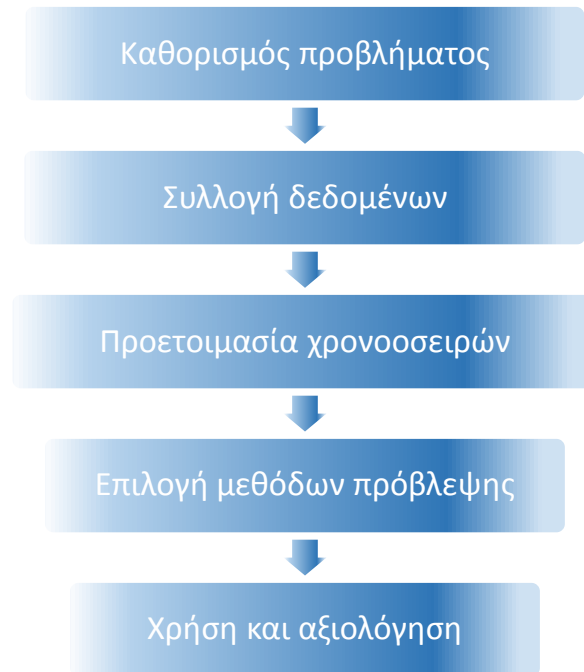 Καθορισμός προβλήματος
Συλλογή δεδομένων
Προετοιμασία χρονοοσειρών
Επιλογή μεθόδων πρόβλεψης
Χρήση και αξιολόγηση